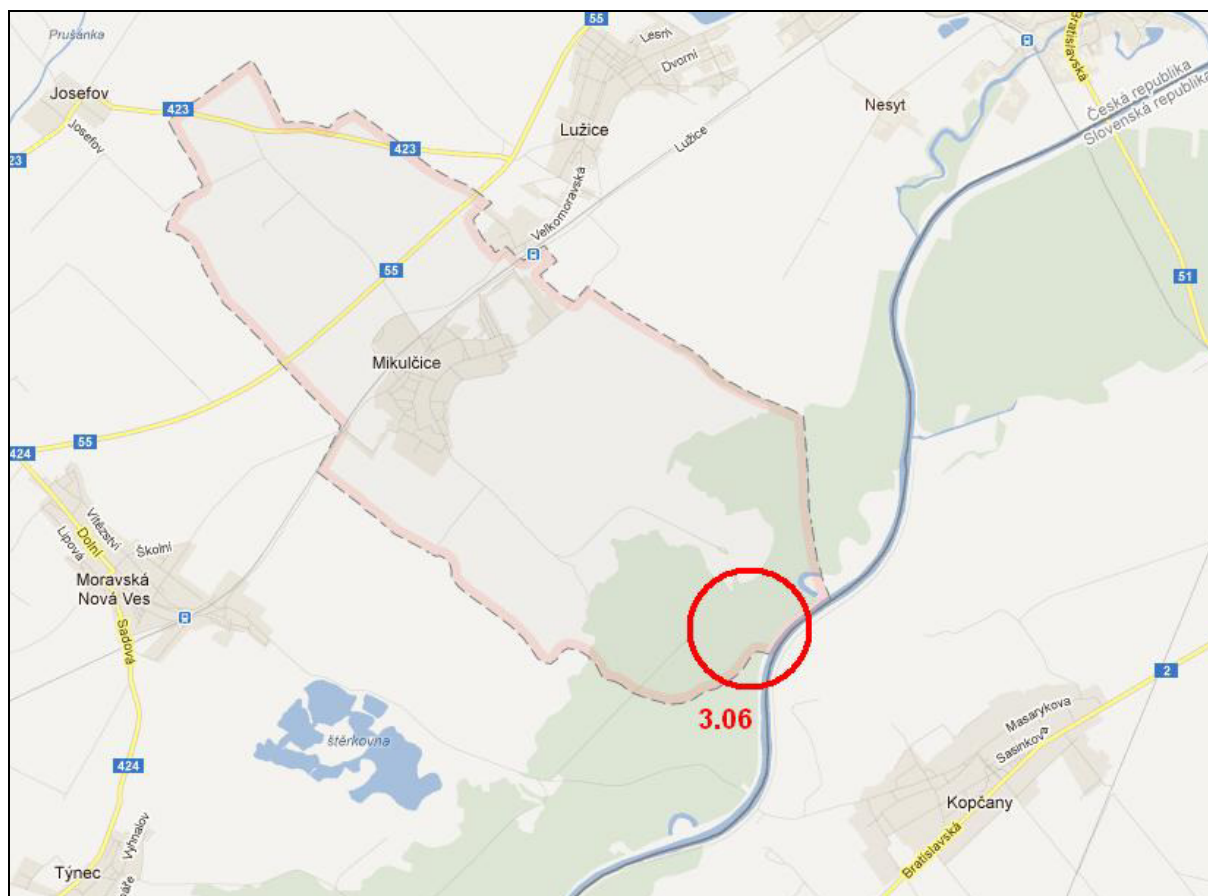 Prušánka
55
Lesní
Dvorní
Bratislavská
Česká republika
Slovenská republika
Josefov
423
Nesyt
Josefov
Lužice
423
Lužice
23
Velkomoravská
55
51
Mikulčice
55
424
Vítězství
Lipová
Dolní
Školní
Moravská
Nová Ves
Sadová
2
3.06
Masarykova
Sasinkova
štěrkovna
424
Kopčany
Vyhnalov
Bratislavská
Týnec